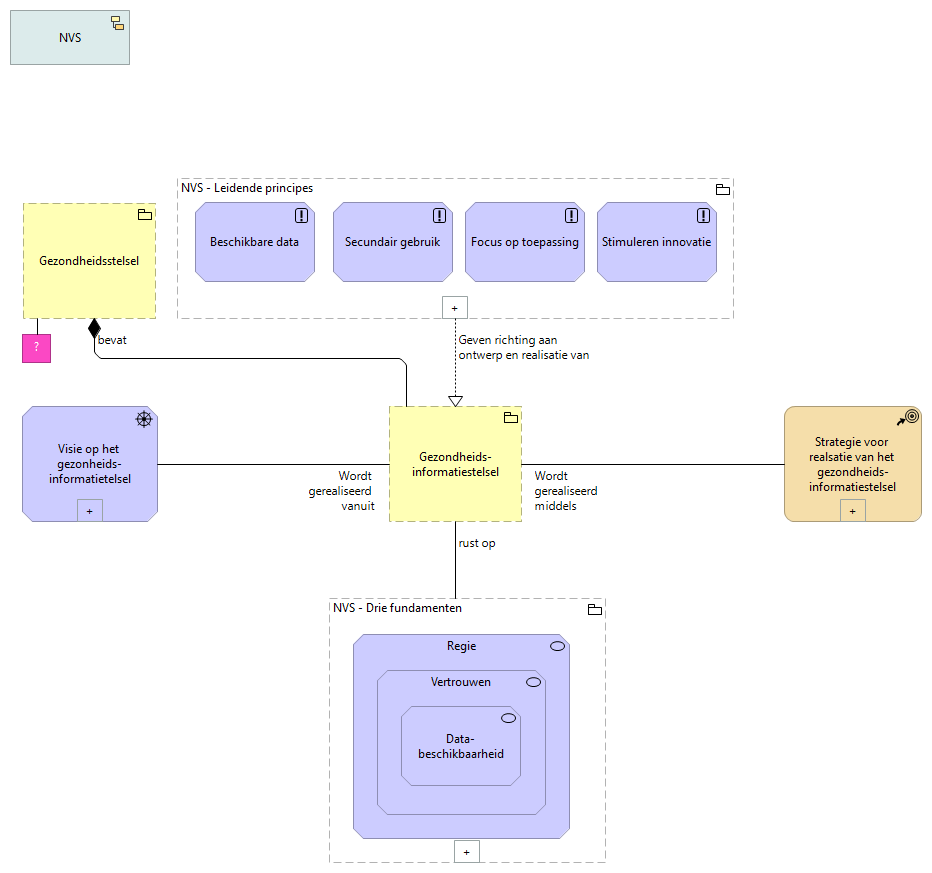 NVS
NVS - Leidende principes
Beschikbare data
Secundair gebruik
Focus op toepassing
Stimuleren innovatie
+
Gezondheidsstelsel
?
bevat
Geven richting aan
ontwerp en realisatie van
Visie op het
gezonheids-
informatietelsel
+
Wordt
gerealiseerd
vanuit
Gezondheids-
informatiestelsel
Wordt
gerealiseerd
middels
Strategie voor
realsatie van het
gezondheids-
informatiestelsel
+
rust op
NVS - Drie fundamenten
Regie
Vertrouwen
Data-
beschikbaarheid
+